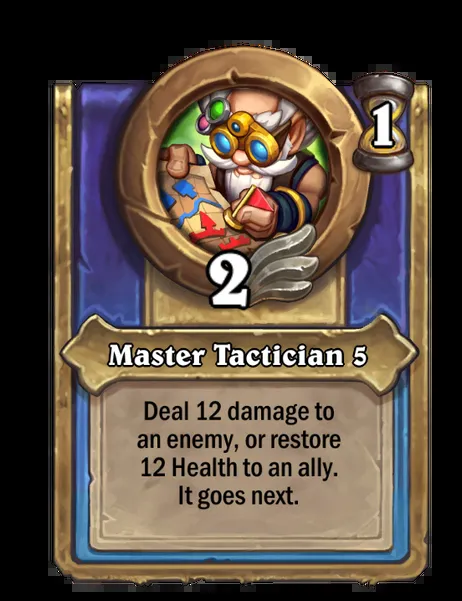 1
2
Master Tactician 5
Deal 12 damage to
an enemy, or restore
12 Health to an ally.
It goes next.